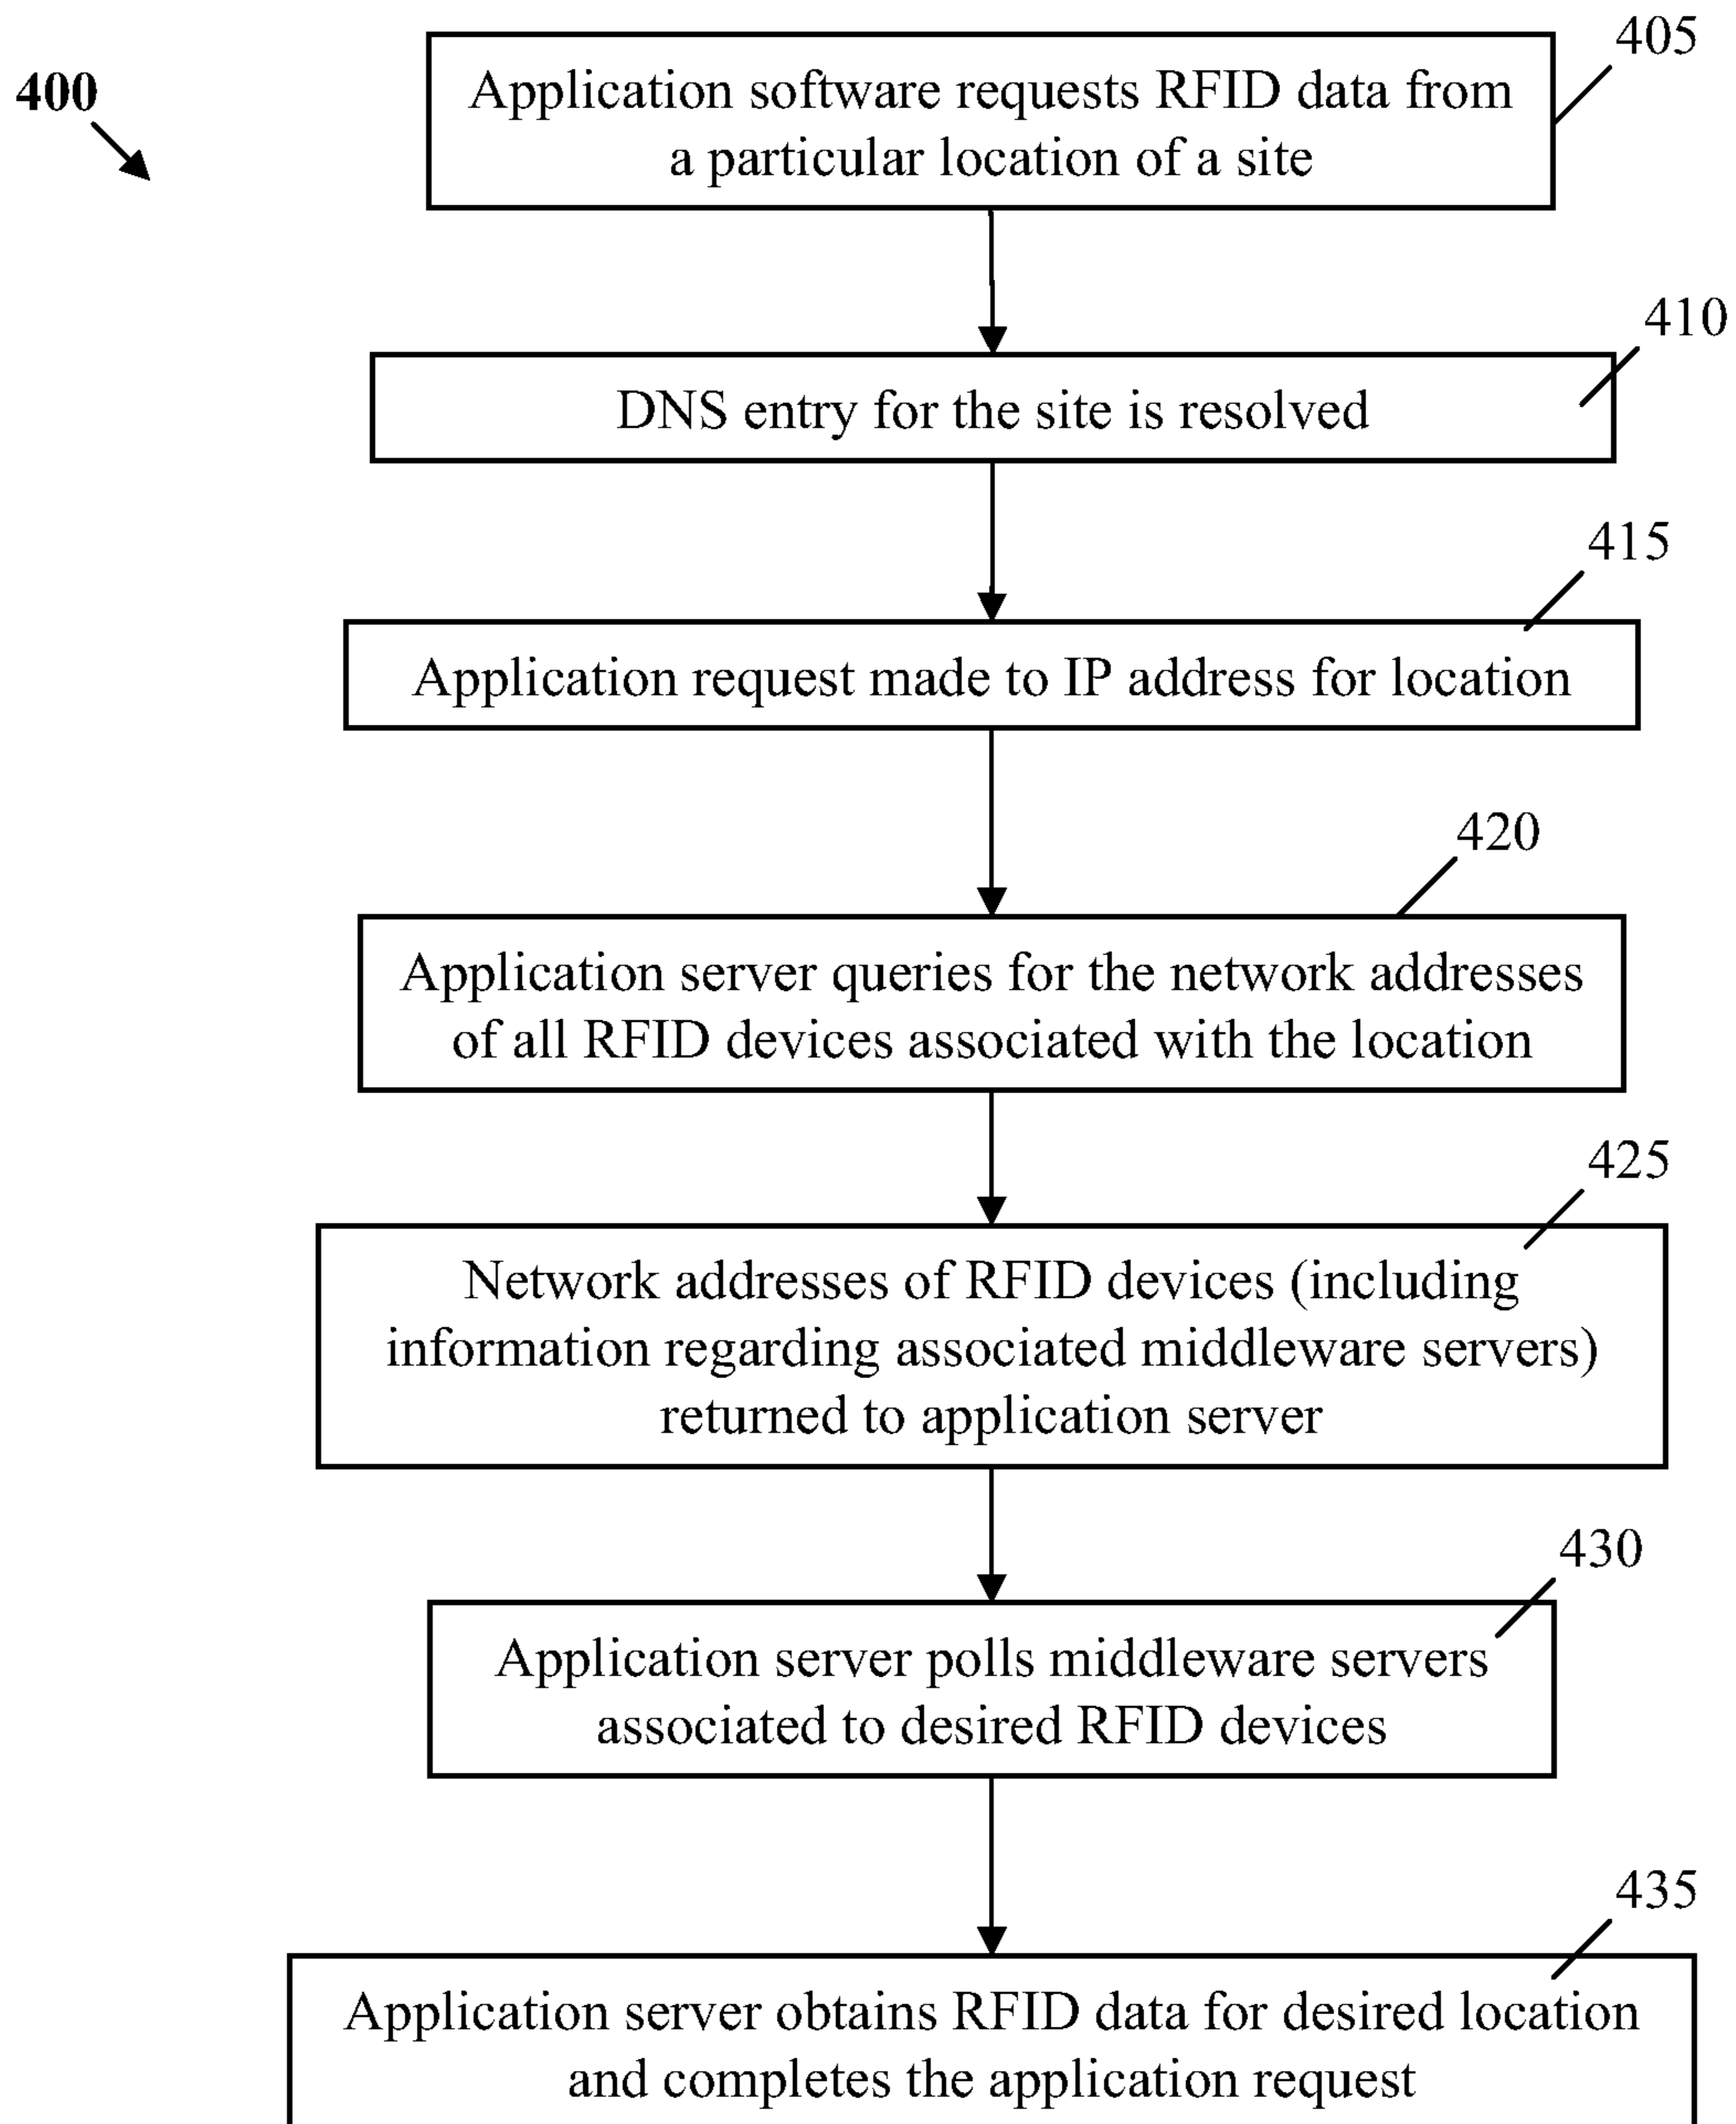 400
405
Application software requests RFID data from
a particular location of a site
410
DNS entry for the site is resolved
415
Application request made to IP address for location
420
Application server queries for the network addresses
of all RFID devices associated with the location
425
Network addresses of RFID devices (including
information regarding associated middleware servers)
returned to application server
430
Application server polls middleware servers
associated to desired RFID devices
435
Application server obtains RFID data for desired location
and completes the application request